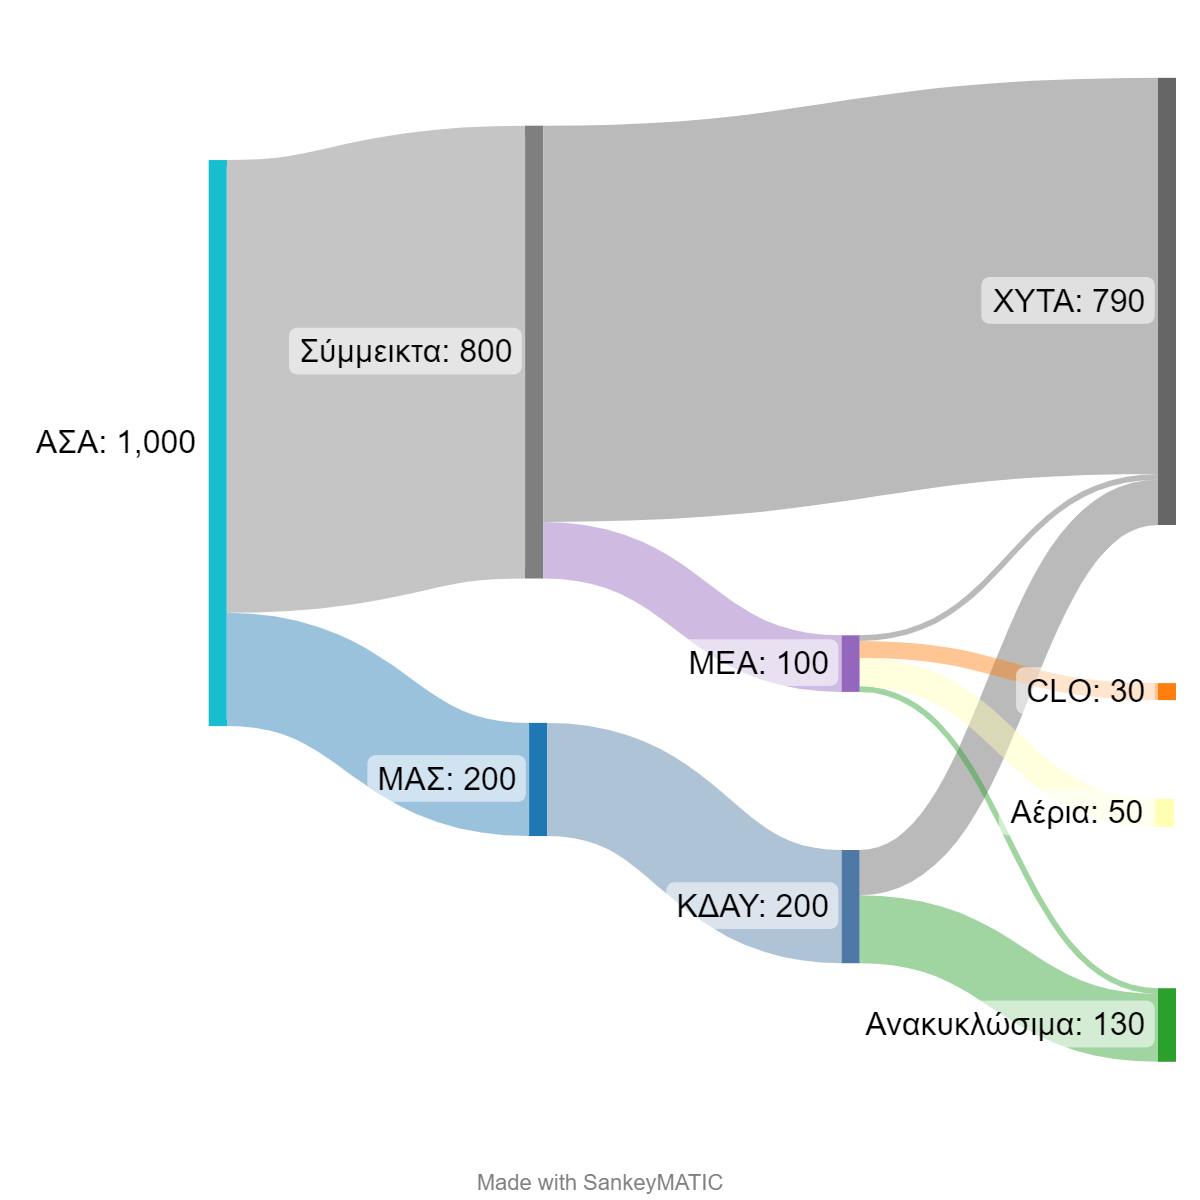 ΧΥΤΑ: 790
Σύμμεικτα: 800
ΑΣΑ: 1,000
ΜΕΑ: 100
CLO: 30
ΜΑΣ: 200
Αέρια: 50
ΚΔΑΥ: 200
Ανακυκλώσιμα: 130
Made with SankeyMATIC